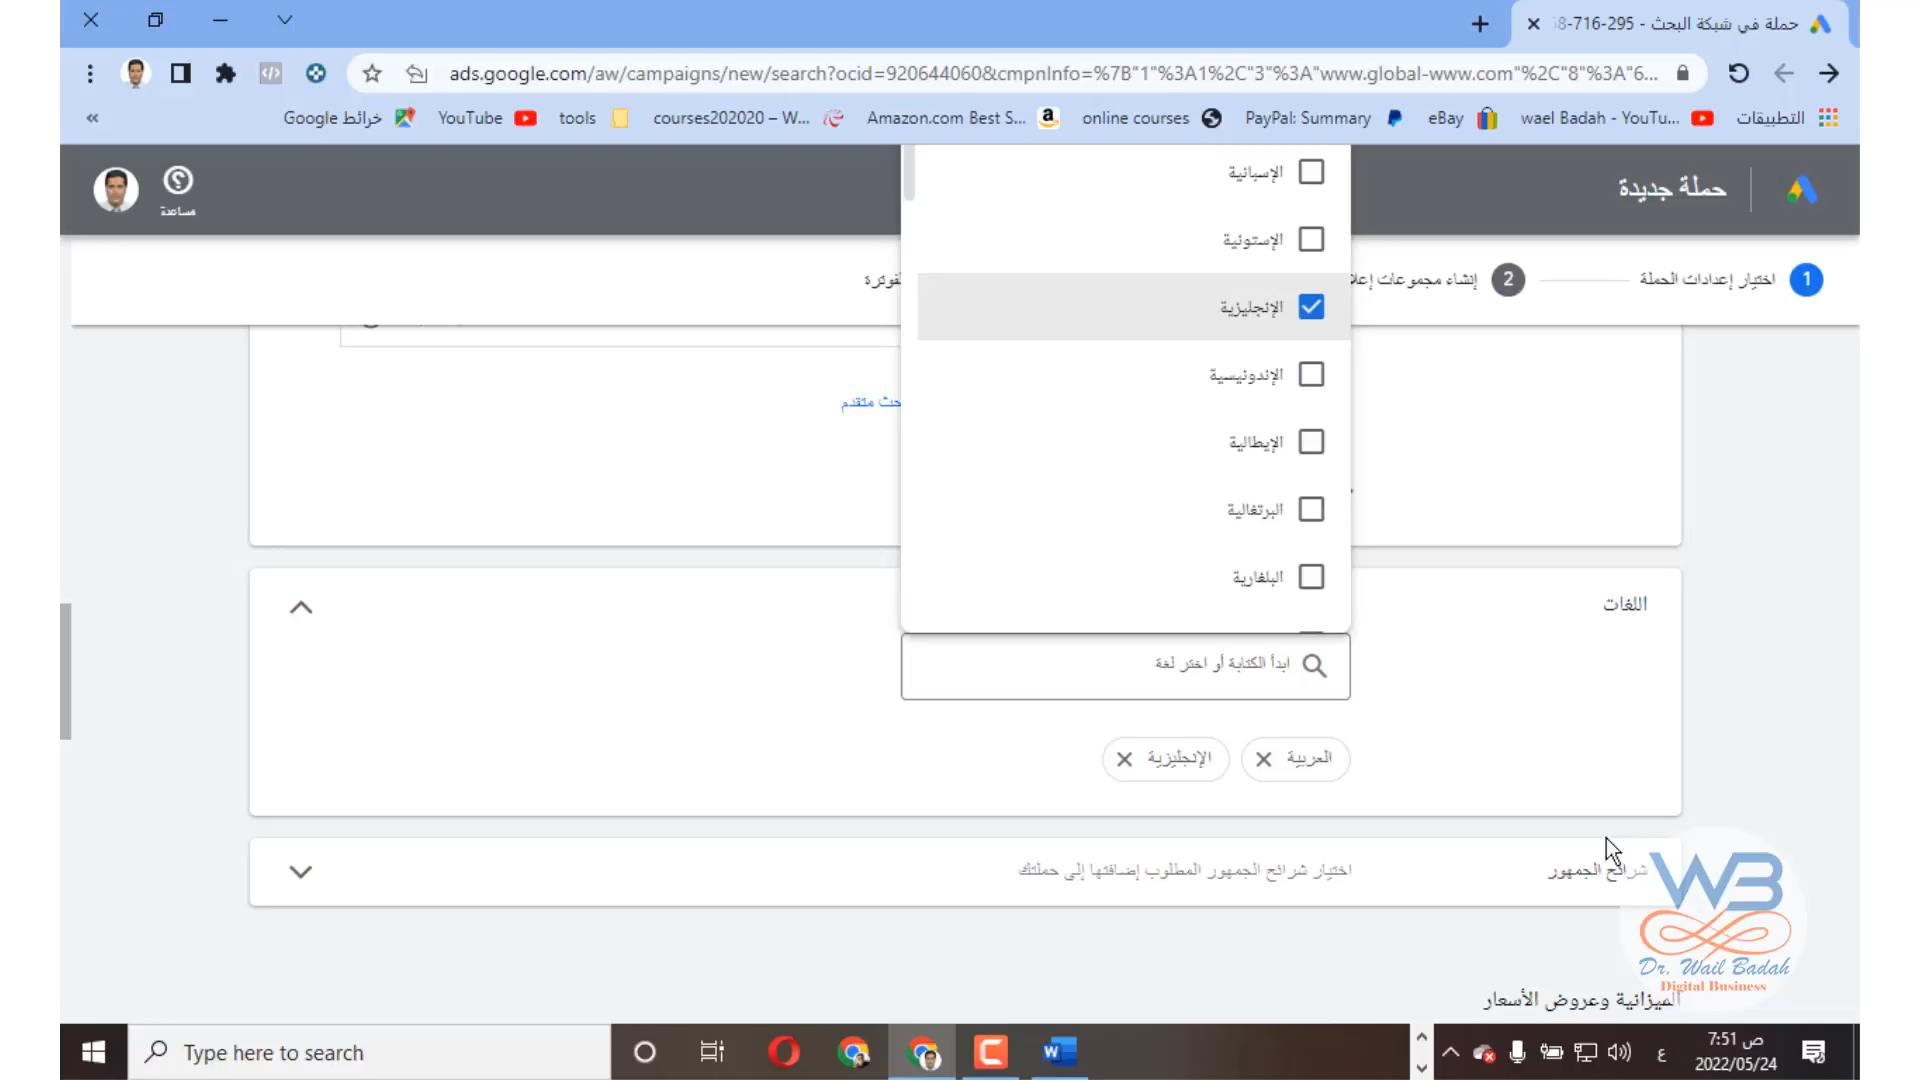 حملة في شبكة البحث - 295-716-8
ads.google.com/aw/campaigns/new/search?ocid=920644060&cmpnInfo=%7B"1"%3A1%2C"3"%3A"www.global-www.com"%2C"8"%3A"6...
التطبيقات
wael Badah - YouTu...
eBay
PayPal: Summary
online courses
Amazon.com Best S...
courses202020 – W...
tools
YouTube
خرائط Google
حملة جديدة
مساعدة
1 اختيار إعدادات الحملة
2 إنشاء مجموعات إعلا
لفوترة
الإسبانية
الإستونية
الإنجليزية
الإندونيسية
الإيطالية
البرتغالية
البلغارية
حث متقدم
اللغات
ابدأ الكتابة أو اختر لغة
العربية
الإنجليزية
شرائح الجمهور
اختيار شرائح الجمهور المطلوب إضافتها إلى حملتك
الميزانية وعروض الأسعار
WB
Dr. Wail Badah
Digital Business
Type here to search
ع
7:51 ص
2022/05/24